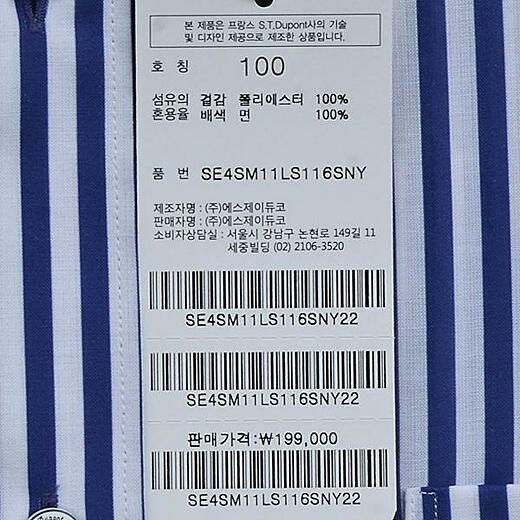 본 제품은 프랑스 S.T.Dupont사의 기술
및 디자인 제공으로 제조한 상품입니다.
호 칭 100
섬유의 겉감 폴리에스터 100%
혼용율 배색 면 100%
품 번 SE4SM11LS116SNY
제조자명 : (주)에스제이듀코
판매자명 : (주)에스제이듀코
소비자상담실 : 서울시 강남구 논현로 149길 11
세중빌딩 (02) 2106-3520
SE4SM11LS116SNY22
SE4SM11LS116SNY22
판매가격:₩199,000
SE4SM11LS116SNY22